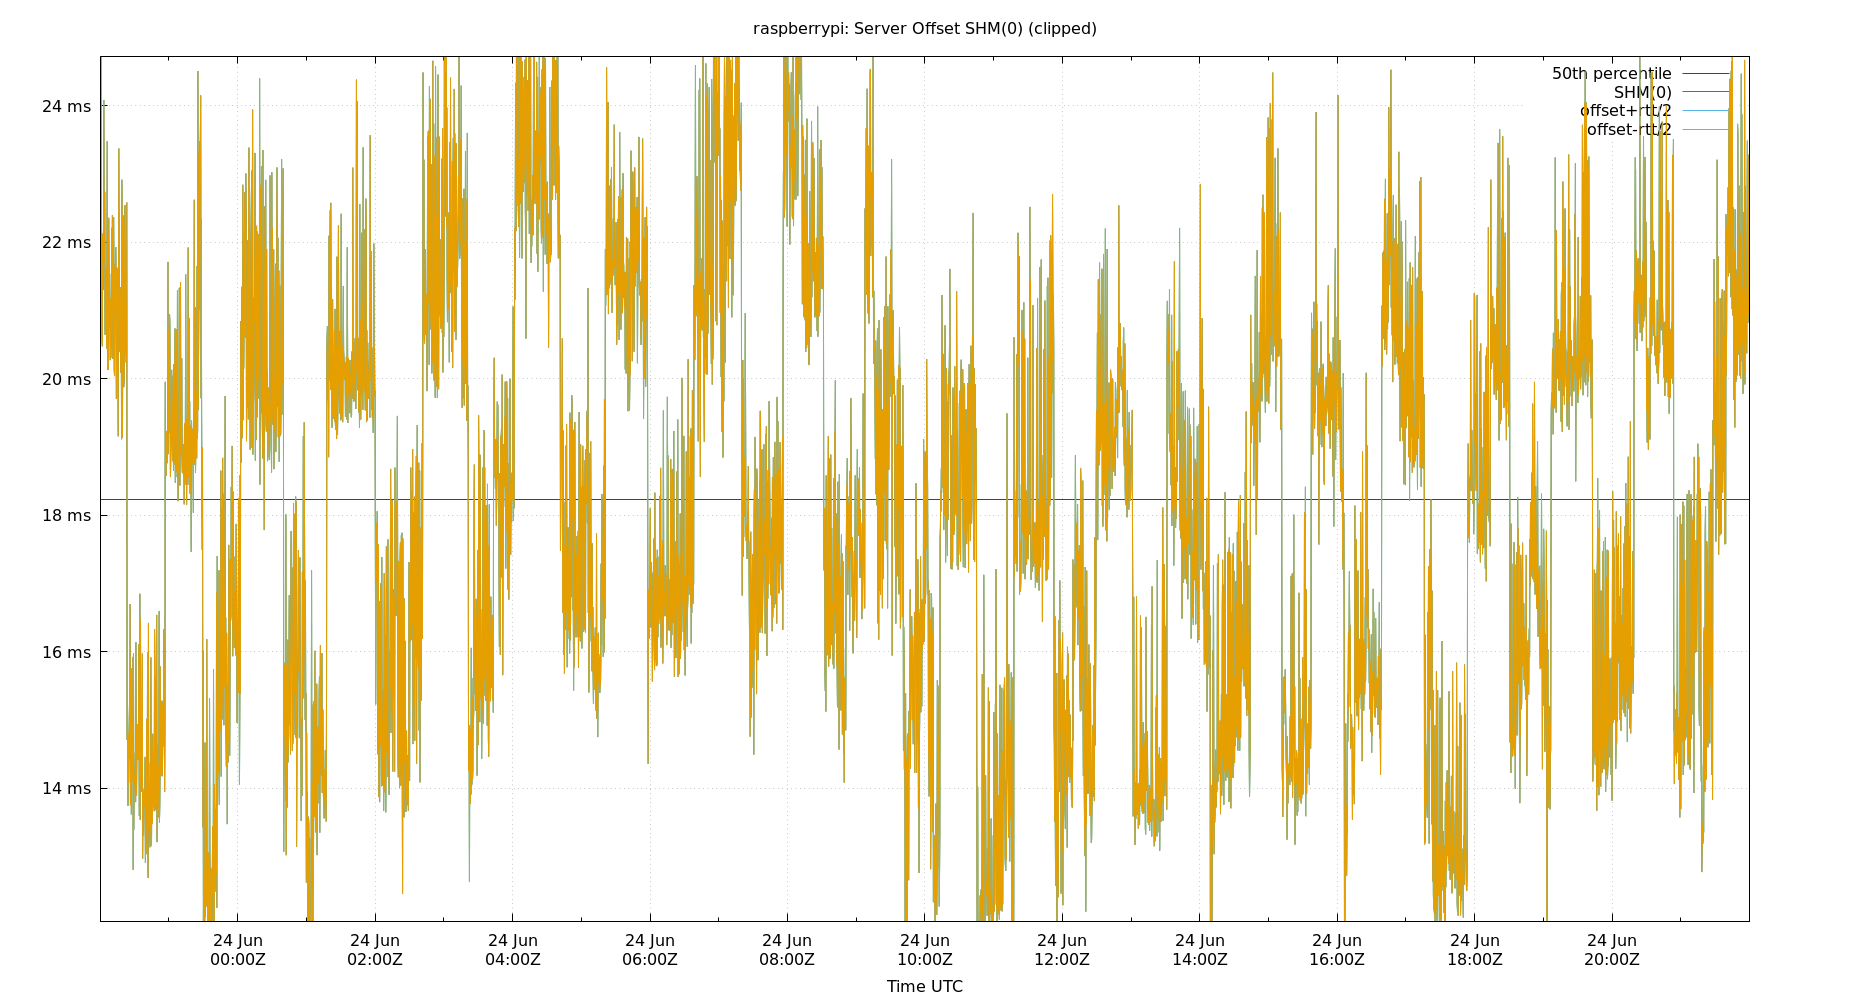 raspberrypi: Server Offset SHM(0) (clipped)
50th percentile
SHM(0)
offset+rtt/2
offset-rtt/2
24 ms
22 ms
20 ms
18 ms
16 ms
14 ms
24 Jun 24 Jun 24 Jun 24 Jun 24 Jun 24 Jun 24 Jun 24 Jun 24 Jun 24 Jun 24 Jun
00:00Z 02:00Z 04:00Z 06:00Z 08:00Z 10:00Z 12:00Z 14:00Z 16:00Z 18:00Z 20:00Z
Time UTC